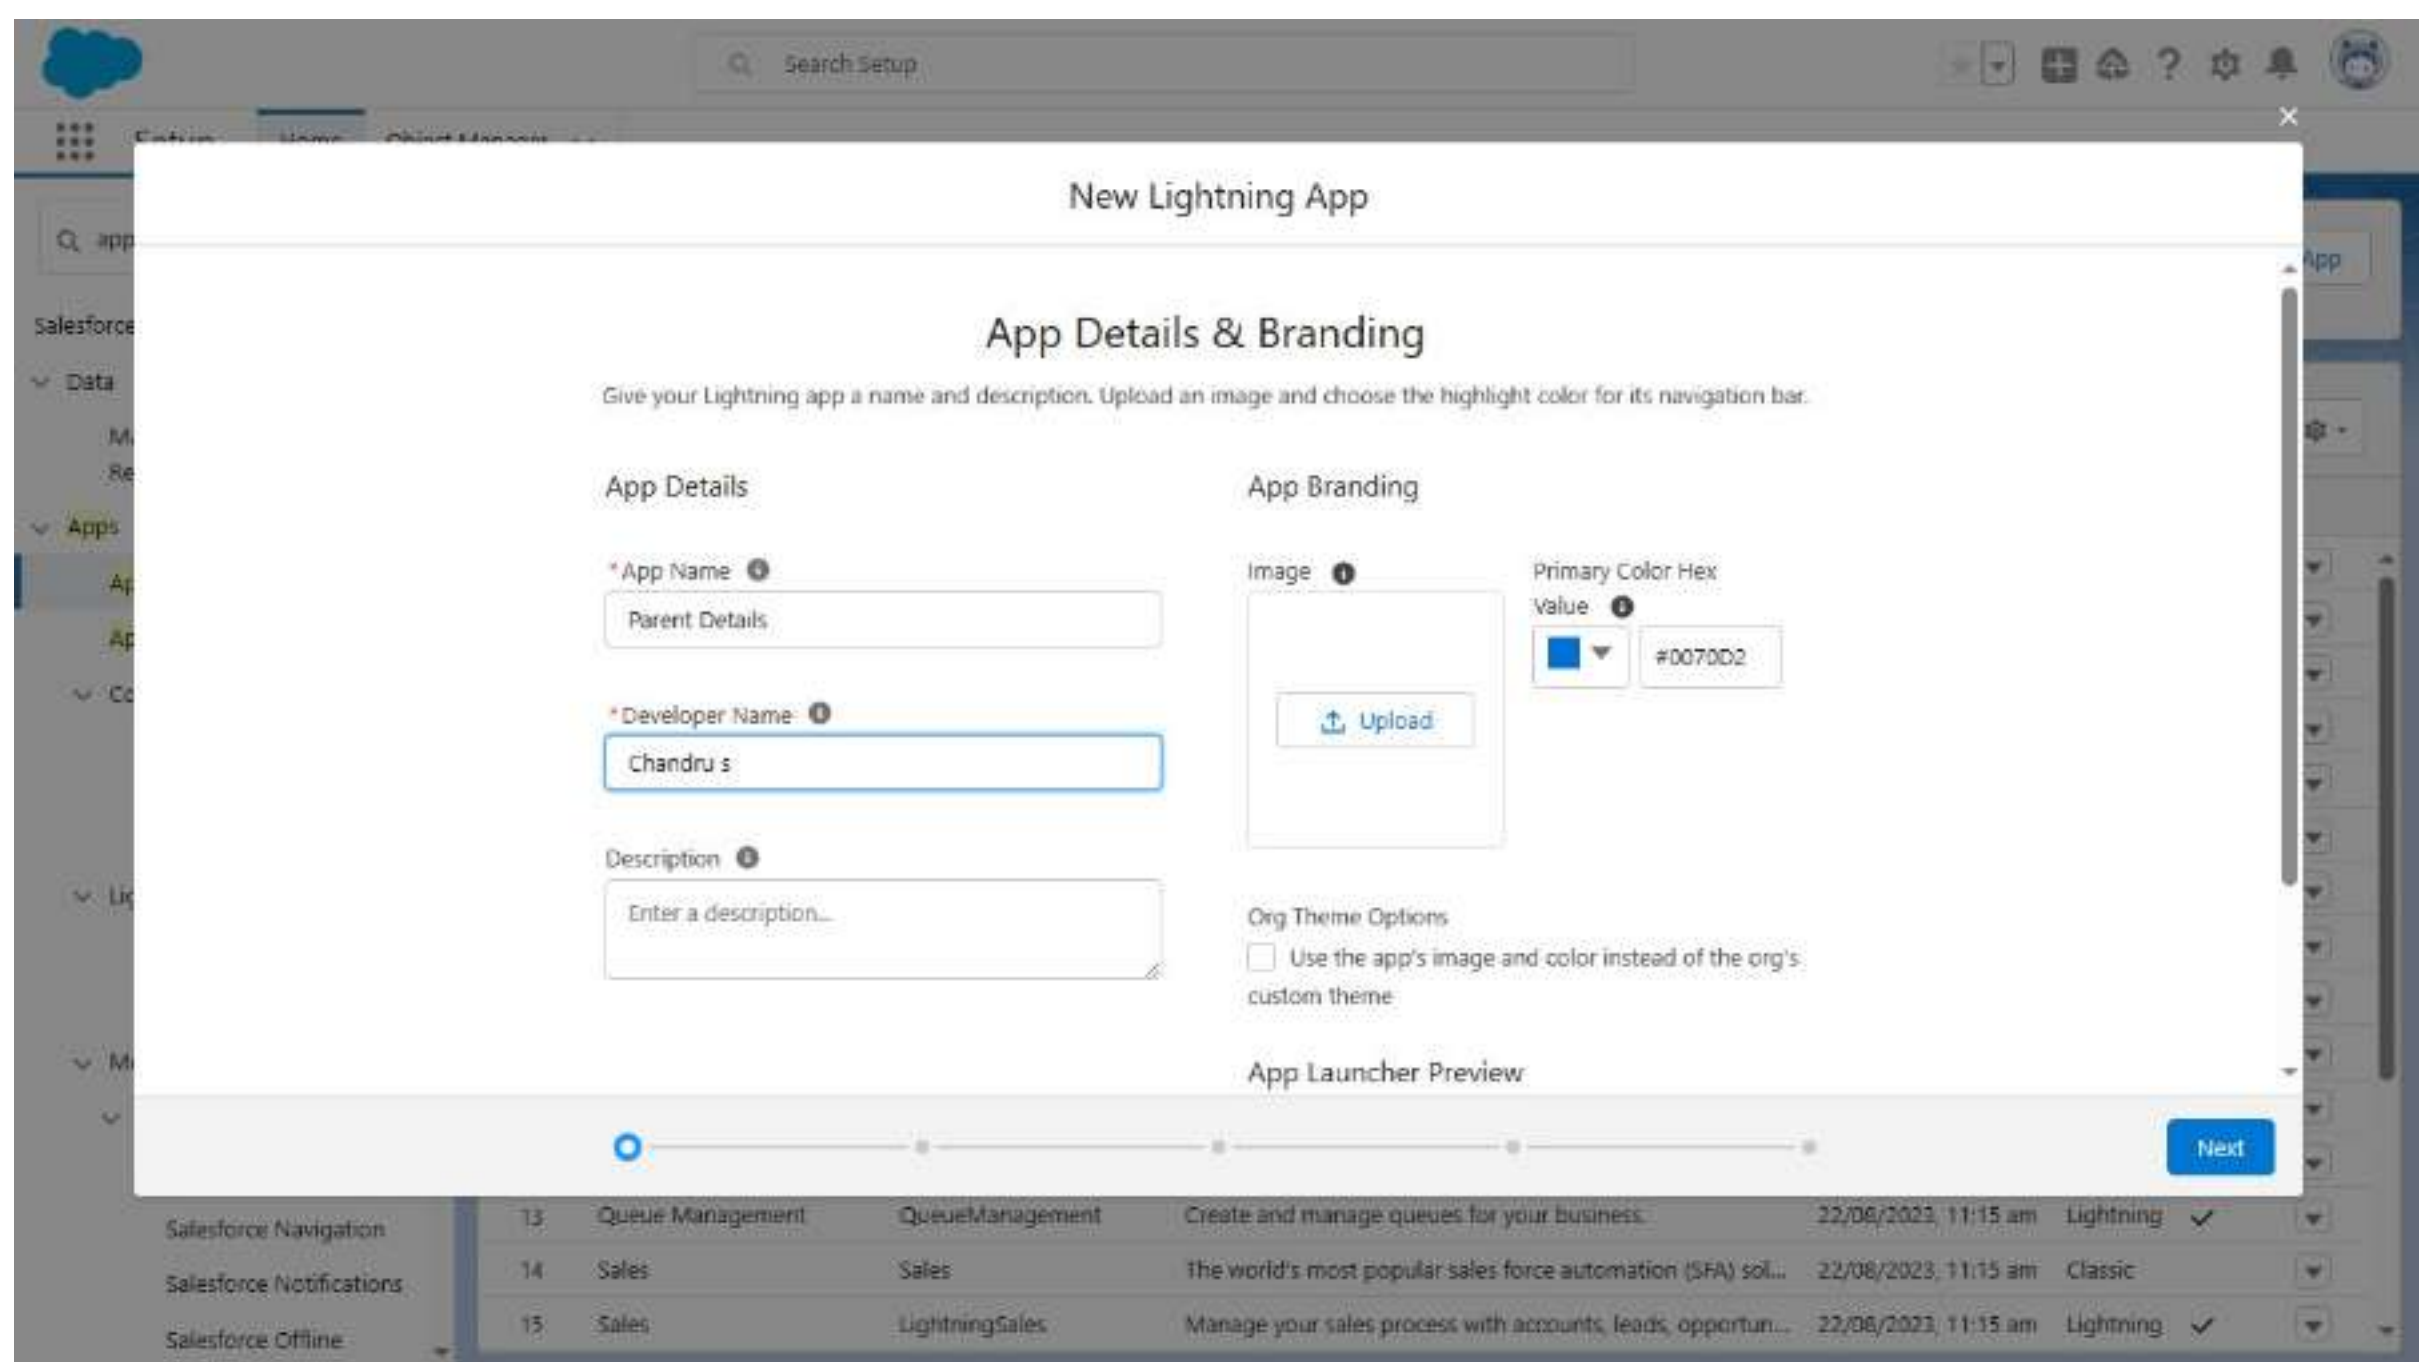 Search Setup
Setup Home Object Manager
New Lightning App
app
App
Salesforce
App Details & Branding
Data
Give your Lightning app a name and description. Upload an image and choose the highlight color for its navigation bar.
App Details
App Branding
Apps
*App Name
Image
Primary Color Hex
Value
Parent Details
#0070D2
*Developer Name
Upload
Chandru s
Description
Enter a description...
Org Theme Options
Use the app's image and color instead of the org's
custom theme
App Launcher Preview
Next
Salesforce Navigation
13 Queue Management QueueManagement Create and manage queues for your business. 22/08/2023, 11:15 am Lightning
Salesforce Notifications
14 Sales Sales The world's most popular sales force automation (SFA) sol... 22/08/2023, 11:15 am Classic
Salesforce Offline
15 Sales LightningSales Manage your sales process with accounts, leads, opportun... 22/08/2023, 11:15 am Lightning